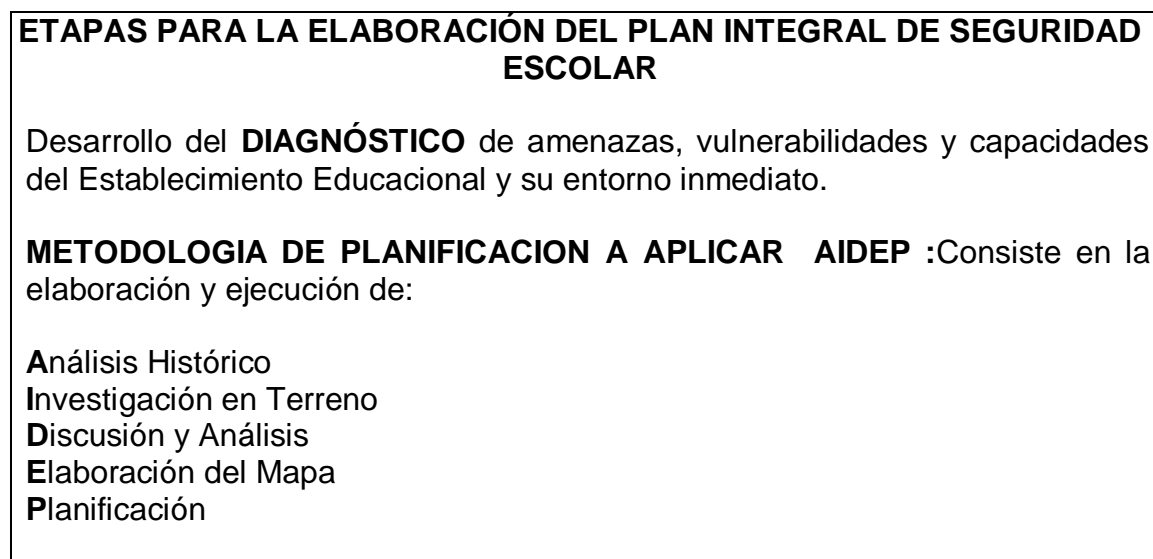 ETAPAS PARA LA ELABORACIÓN DEL PLAN INTEGRAL DE SEGURIDAD
ESCOLAR
Desarrollo del DIAGNÓSTICO de amenazas, vulnerabilidades y capacidades
del Establecimiento Educacional y su entorno inmediato.
METODOLOGIA DE PLANIFICACION A APLICAR AIDEP :Consiste en la
elaboración y ejecución de:
Análisis Histórico
Investigación en Terreno
Discusión y Análisis
Elaboración del Mapa
Planificación